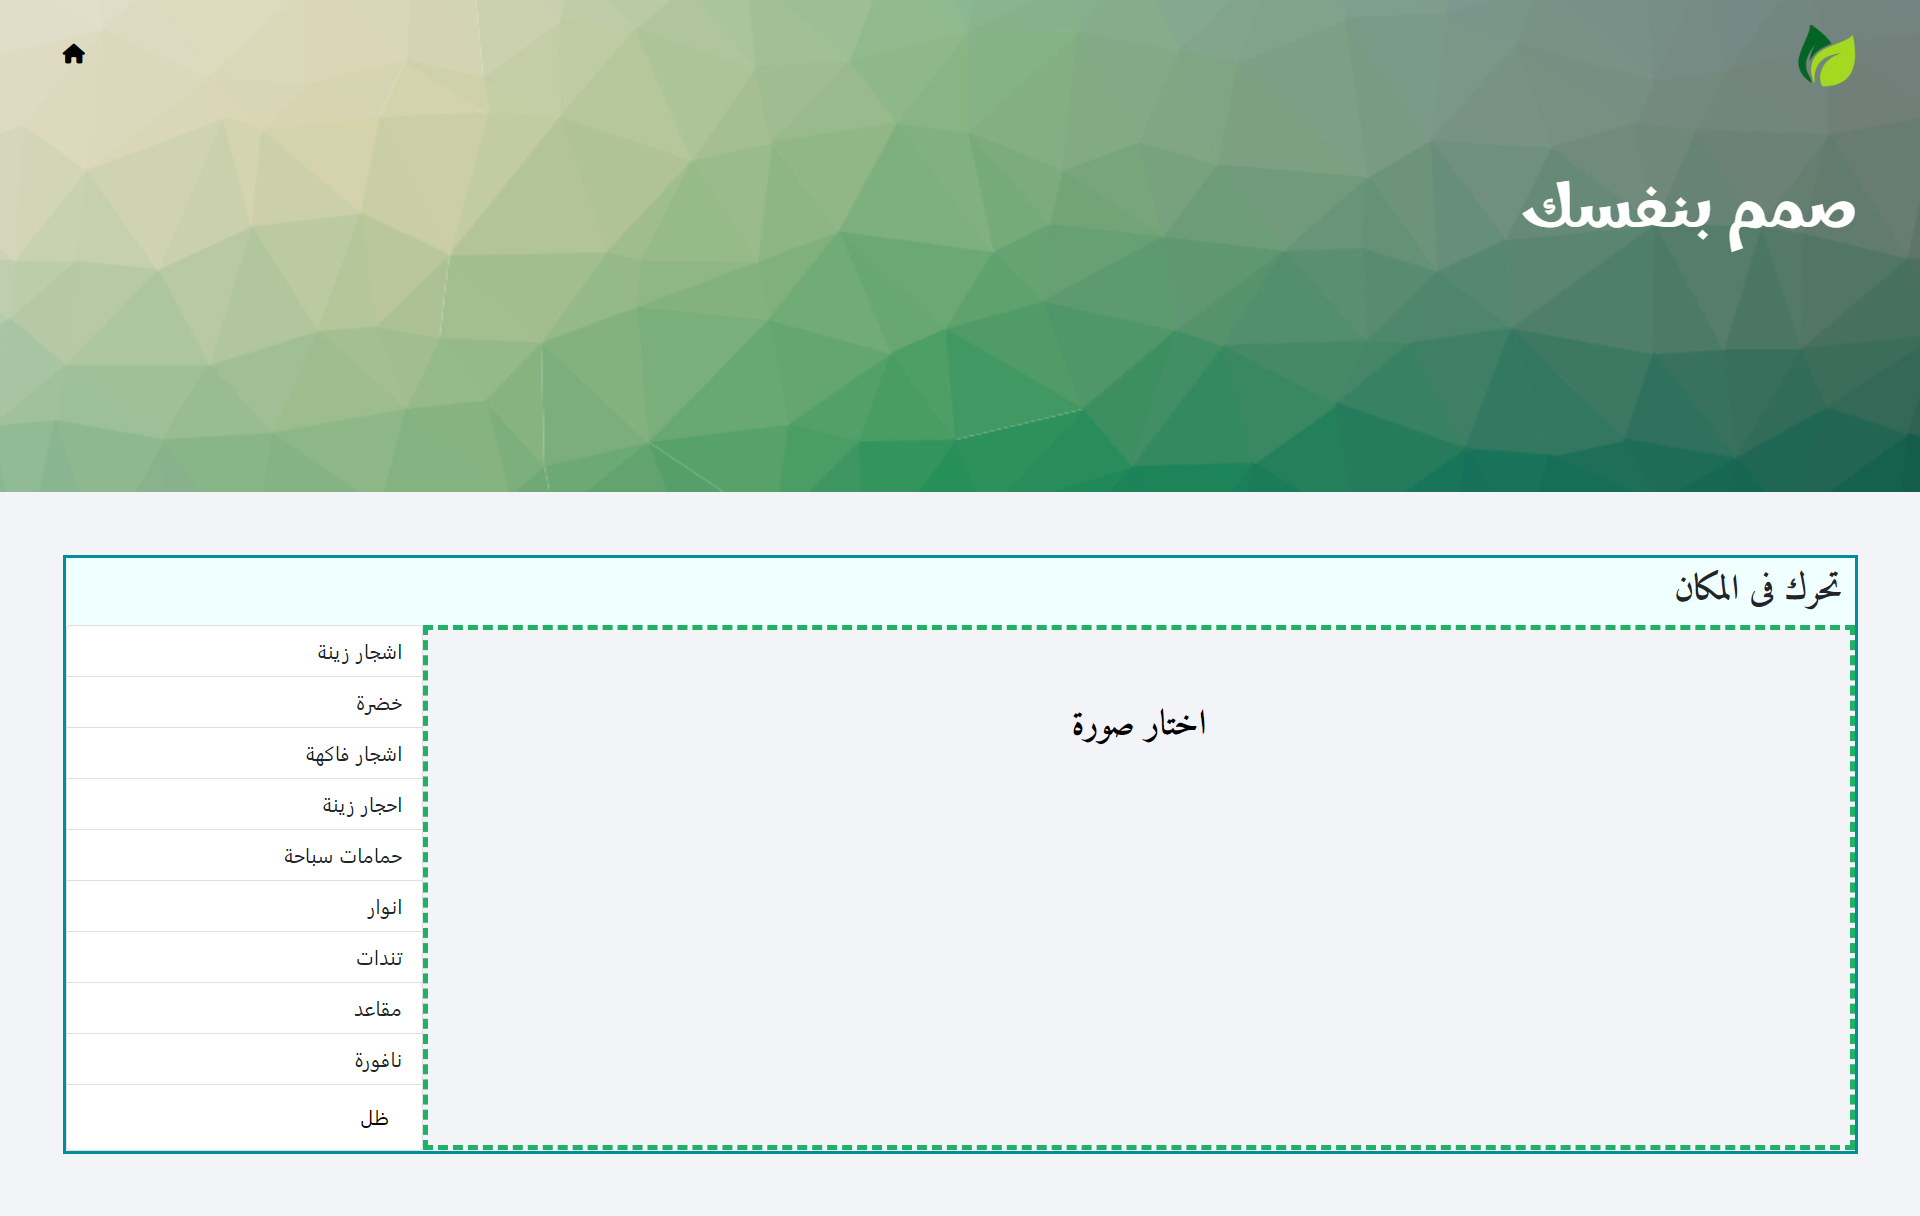 صمم بنفسك
تحرك فى المكان
اختار صورة
اشجار زينة
خضرة
اشجار فاكهة
احجار زينة
حمامات سباحة
انوار
تندات
مقاعد
نافورة
ظل